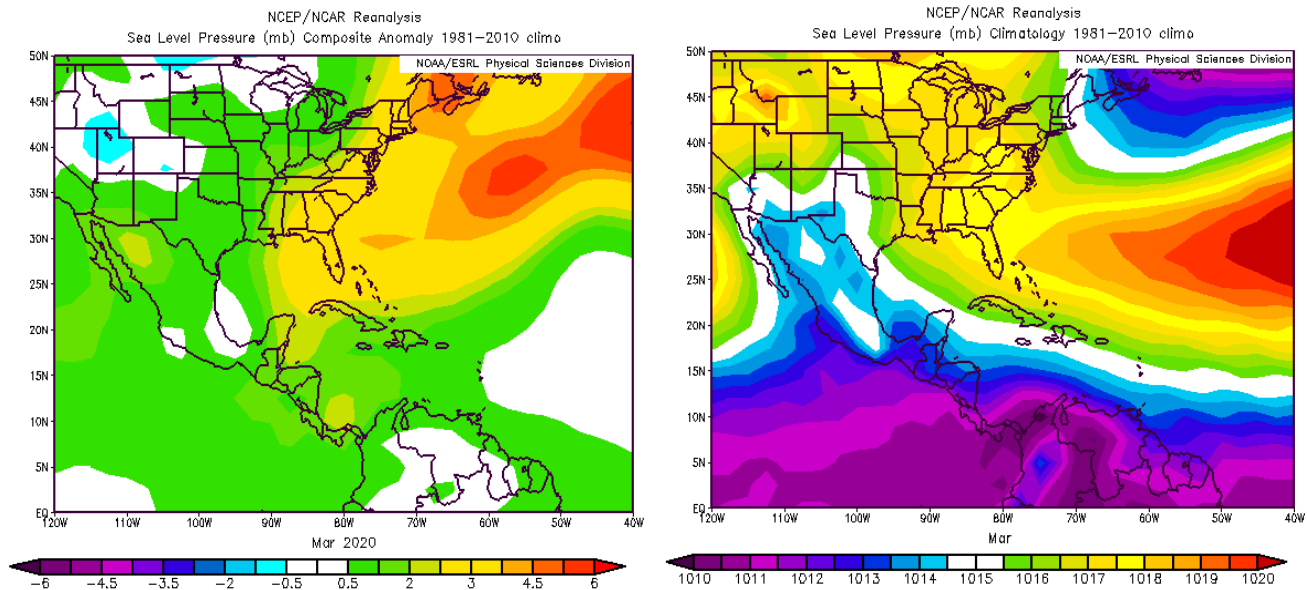 NCEP/NCAR Reanalysis
Sea Level Pressure (mb) Composite Anomaly 1981-2010 climo
NOAA/ESRL Physical Sciences Division
50N
45N
40N
35N
30N
25N
20N
15N
10N
5N
EQ
120W 110W 100W 90W 80W 70W 60W 50W 40W
Mar 2020
-6 -4.5 -3.5 -2 -0.5 0.5 2 3 4.5 6
NCEP/NCAR Reanalysis
Sea Level Pressure (mb) Climatology 1981-2010 climo
NOAA/ESRL Physical Sciences Division
50N
45N
40N
35N
30N
25N
20N
15N
10N
5N
EQ
120W 110W 100W 90W 80W 70W 60W 50W 40W
Mar
1010 1011 1012 1013 1014 1015 1016 1017 1018 1019 1020